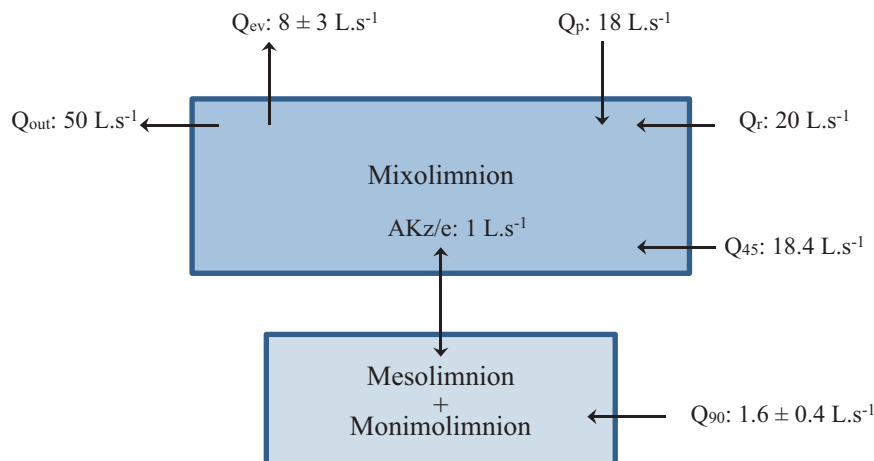 Qev: 8 ± 3 L.s-1
Qp: 18 L.s-1
Qout: 50 L.s-1
Qr: 20 L.s-1
Mixolimnion
AKz/e: 1 L.s-1
Q45: 18.4 L.s-1
Mesolimnion
+
Monimolimnion
Q90: 1.6 ± 0.4 L.s-1